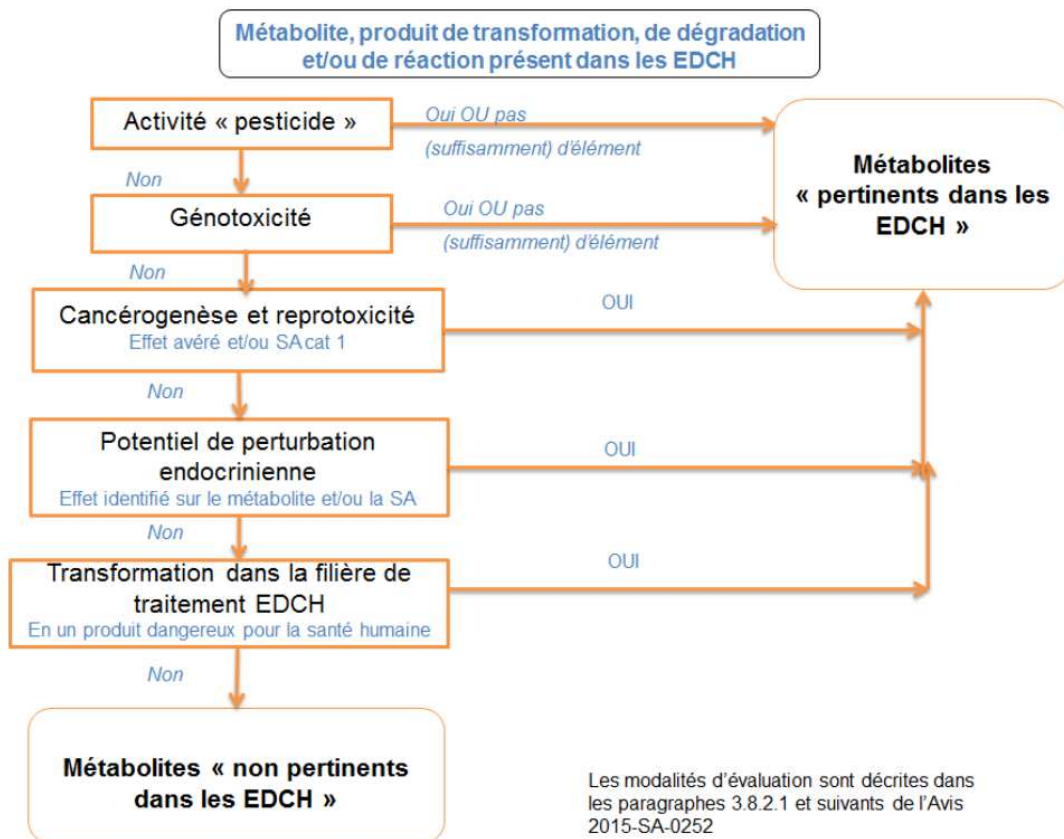 Métabolite, produit de transformation, de dégradation
et/ou de réaction présent dans les EDCH
Activité « pesticide »
Oui OU pas
(suffisamment) d'élément
Métabolites
« pertinents dans les
EDCH »
Non
Génotoxicité
Oui OU pas
(suffisamment) d'élément
Non
Cancérogenèse et reprotoxicité
Effet avéré et/ou SA cat 1
OUI
Non
Potentiel de perturbation
endocrinienne
Effet identifié sur le métabolite et/ou la SA
OUI
Non
Transformation dans la filière de
traitement EDCH
En un produit dangereux pour la santé humaine
OUI
Non
Métabolites « non pertinents
dans les EDCH »
Les modalités d'évaluation sont décrites dans
les paragraphes 3.8.2.1 et suivants de l'Avis
2015-SA-0252